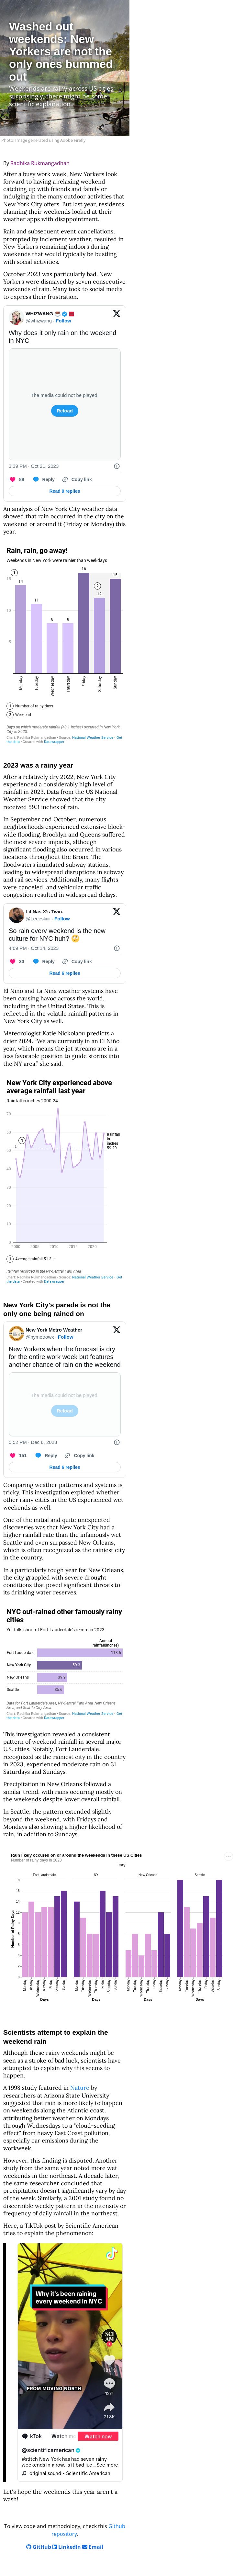 Washed out
weekends: New
Yorkers are not the
only ones bummed
out
Weekends are rainy across US cities;
surprisingly, there might be some
scientific explanation
Photo: Image generated using Adobe Firefly
By Radhika Rukmangadhan
After a busy work week, New Yorkers look
forward to having a relaxing weekend
catching up with friends and family or
indulging in the many outdoor activities that
New York City offers. But last year, residents
planning their weekends looked at their
weather apps with disappointment.
Rain and subsequent event cancellations,
prompted by inclement weather, resulted in
New Yorkers remaining indoors during
weekends that would typically be bustling
with social activities.
October 2023 was particularly bad. New
Yorkers were dismayed by seven consecutive
weekends of rain. Many took to social media
to express their frustration.
WHIZWANG
@whizwang · Follow
Why does it only rain on the weekend
in NYC
The media could not be played.
Reload
3:39 PM · Oct 21, 2023
89 Reply Copy link
Read 9 replies
An analysis of New York City weather data
showed that rain occurred in the city on the
weekend or around it (Friday or Monday) this
year.
Rain, rain, go away!
Weekends in New York were rainier than weekdays
1
16
2
15
15
14
12
11
10
8
8
5
Monday
Tuesday
Wednesday
Thursday
Friday
Saturday
Sunday
1 Number of rainy days
2 Weekend
Days on which moderate rainfall (>0.1 inches) occurred in New York
City in 2023.
Chart: Radhika Rukmangadhan • Source: National Weather Service • Get
the data • Created with Datawrapper
2023 was a rainy year
After a relatively dry 2022, New York City
experienced a considerably high level of
rainfall in 2023. Data from the US National
Weather Service showed that the city
received 59.3 inches of rain.
In September and October, numerous
neighborhoods experienced extensive block-
wide flooding. Brooklyn and Queens suffered
the most severe impacts, although
significant flooding also occurred in various
locations throughout the Bronx. The
floodwaters inundated subway stations,
leading to widespread disruptions in subway
and rail services. Additionally, many flights
were canceled, and vehicular traffic
congestion resulted in widespread delays.
Lil Nas X's Twin.
Follow
So rain every weekend is the new
culture for NYC huh?
4:09 PM · Oct 14, 2023
30 Reply Copy link
Read 6 replies
El Niño and La Niña weather systems have
been causing havoc across the world,
including in the United States. This is
reflected in the volatile rainfall patterns in
New York City as well.
Meteorologist Katie Nickolaou predicts a
drier 2024. "We are currently in an El Niño
year, which means the jet streams are in a
less favorable position to guide storms into
the NY area," she said.
New York City experienced above
average rainfall last year
Rainfall in inches 2000-24
70
60
50
40
30
20
10
0
1
Rainfall
in
inches
59.29
2000 2005 2010 2015 2020
1 Average rainfall 51.3 in
Rainfall recorded in the NY-Central Park Area
Chart: Radhika Rukmangadhan • Source: National Weather Service • Get
the data • Created with Datawrapper
New York City's parade is not the
only one being rained on
New York Metro Weather
@nymetrowx · Follow
New Yorkers when the forecast is dry
for the entire work week but features
another chance of rain on the weekend
The media could not be played.
Reload
5:52 PM · Dec 9, 2023
151 Reply Copy link
Read 6 replies
Comparing weather patterns and systems is
tricky. This investigation explored whether
other rainy cities in the US experienced wet
weekends as well.
One of the initial and quite unexpected
discoveries was that New York City had a
higher rainfall rate than the infamously wet
Seattle and even surpassed New Orleans,
which is often recognized as the rainiest city
in the country.
In a particularly tough year for New Orleans,
the city grappled with severe drought
conditions that posed significant threats to
its drinking water reserves.
NYC out-rained other famously rainy
cities
Yet falls short of Fort Lauderdale's record in 2023
Annual
rainfall(inches)
Fort Lauderdale
New York City 59.3
New Orleans
Seattle
Data for Fort Lauderdale Area, NY-Central Park Area, New Orleans
Area, and Seattle City Area
Chart: Radhika Rukmangadhan • Source: National Weather Service • Get
the data • Created with Datawrapper
This investigation revealed a consistent
pattern of weekend rainfall in several major
U.S. cities. Notably, Fort Lauderdale,
recognized as the rainiest city in the country
in 2023, experienced moderate rain on 31
Saturdays and Sundays.
Precipitation in New Orleans followed a
similar trend, with rains occurring mostly on
the weekends despite lower overall rainfall.
In Seattle, the pattern extended slightly
beyond the weekend, with Fridays and
Mondays also showing a higher likelihood of
rain, in addition to Sundays.
Rain likely occured on or around the weekends in these US Cities
Number of rainy days in 2023
City
Fort Lauderdale NY New Orleans Seattle
Number of Rainy Days
18
16
14
12
10
8
6
4
2
0
Monday Tuesday Wednesday Thursday Friday Saturday Sunday
Monday Tuesday Wednesday Thursday Friday Saturday Sunday
Monday Tuesday Wednesday Thursday Friday Saturday Sunday
Monday Tuesday Wednesday Thursday Friday Saturday Sunday
Days Days Days Days
Scientists attempt to explain the
weekend rain
Although these rainy weekends might be
seen as a stroke of bad luck, scientists have
attempted to explain why this seems to
happen.
A 1998 study featured in Nature by
researchers at Arizona State University
suggested that rain is more likely to happen
on weekends along the Atlantic coast,
attributing better weather on Mondays
through Wednesdays to a "cloud-seeding
effect" from heavy East Coast pollution,
especially car emissions during the
workweek.
However, this finding is disputed. Another
study from the same year noted more wet
weekends in the northeast. A decade later,
the same researcher concluded that
precipitation doesn't significantly vary by day
of the week. Similarly, a 2001 study found no
discernible weekly pattern in the intensity or
frequency of daily rainfall in the northeast.
Here, a TikTok post by Scientific American
tries to explain the phenomenon:
Why it's been raining
every weekend in NYC
FROM MOVING NORTH
1221
21.8K
kTok Watch m Watch now
@scientificamerican
#stitch New York has had seven rainy
weekends in a row. Is it bad luc ...See more
original sound - Scientific American
Let's hope the weekends this year aren't a
wash!
To view code and methodology, check this Github
repository.
GitHub Linkedin Email